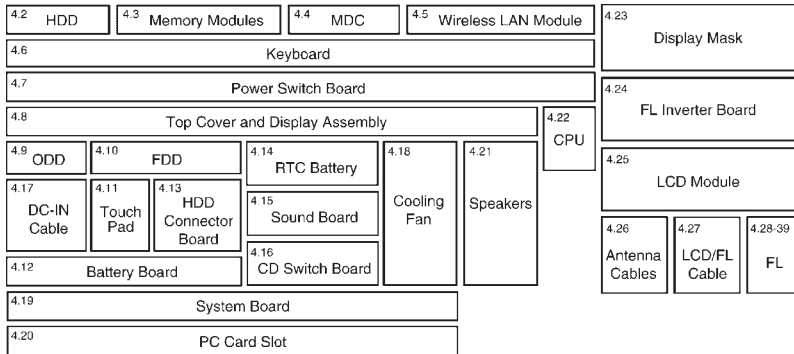 4.2 HDD
4.3 Memory Modules
4.4 MDC
4.5 Wireless LAN Module
4.6 Keyboard
4.7 Power Switch Board
4.8 Top Cover and Display Assembly
4.22 CPU
4.9 ODD
4.10 FDD
4.14 RTC Battery
4.18
Cooling
Fan
4.21
Speakers
4.17
DC-IN
Cable
4.11
Touch
Pad
4.13
HDD
Connector
Board
4.15
Sound Board
4.16
CD Switch Board
4.12 Battery Board
4.19 System Board
4.20 PC Card Slot
4.23
Display Mask
4.24
FL Inverter Board
4.25
LCD Module
4.26
Antenna
Cables
4.27
LCD/FL
Cable
4.28-39
FL